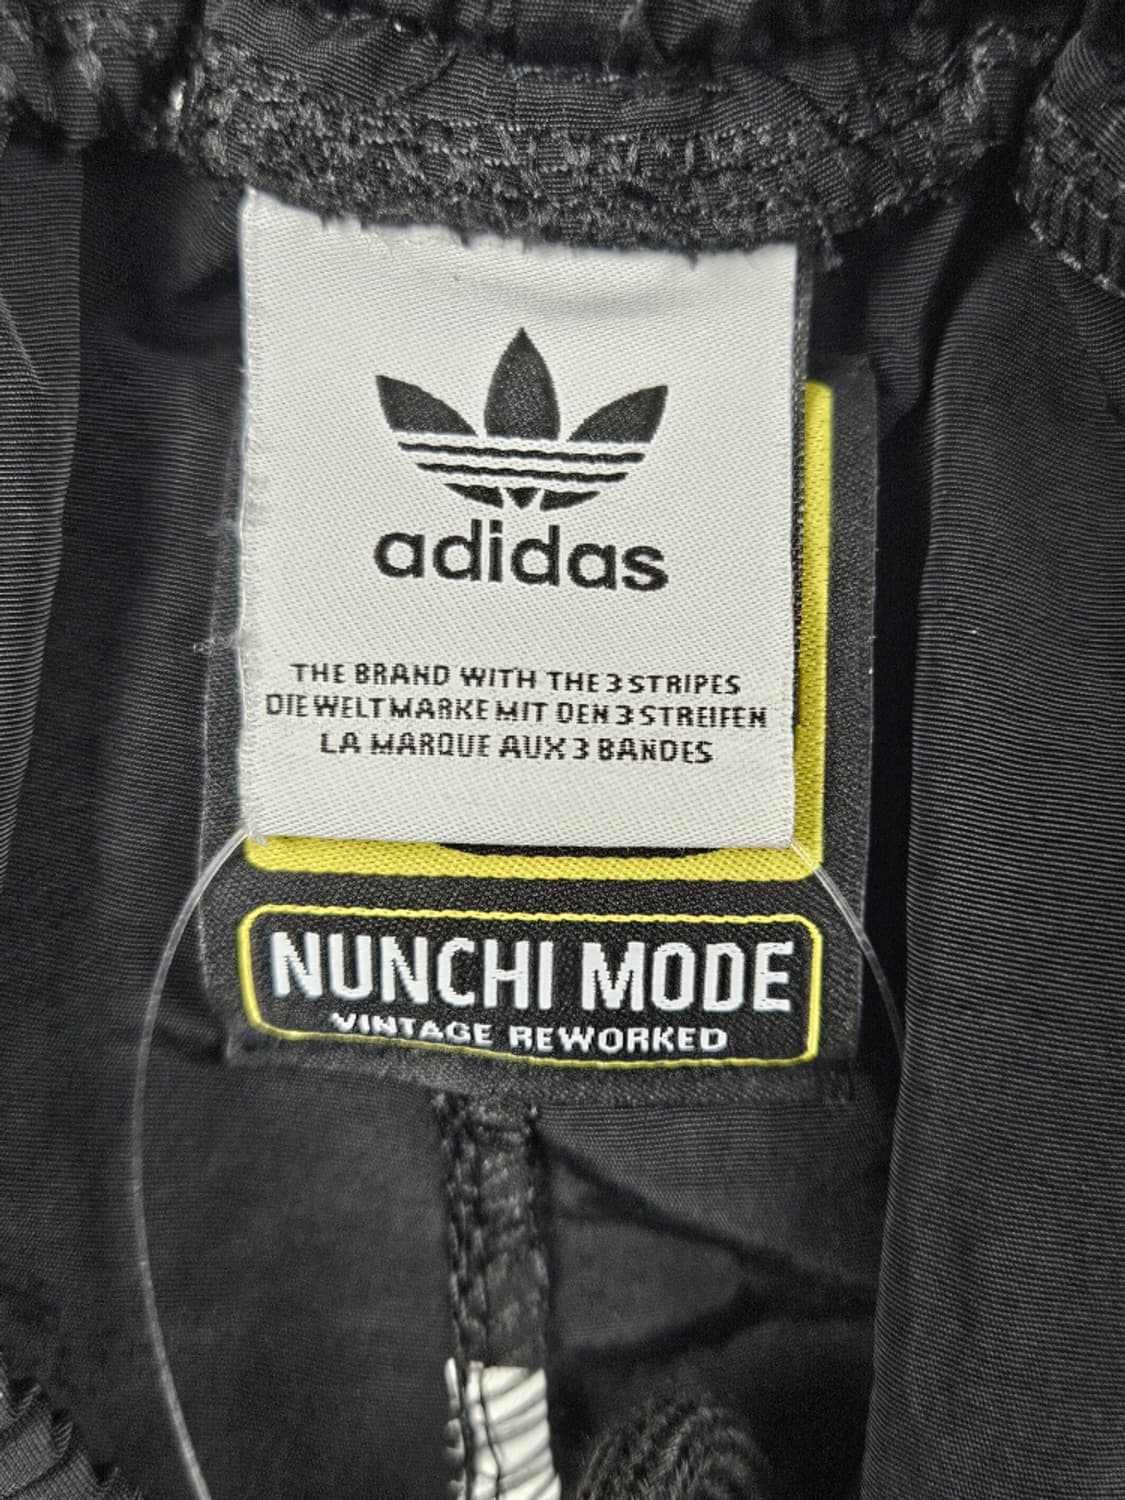 adidas
THE BRAND WITH THE 3 STRIPES
DIE WELTMARKE MIT DEN 3 STREIFEN
LA MARQUE AUX 3 BANDES
NUNCHI MODE
VINTAGE REWORKED